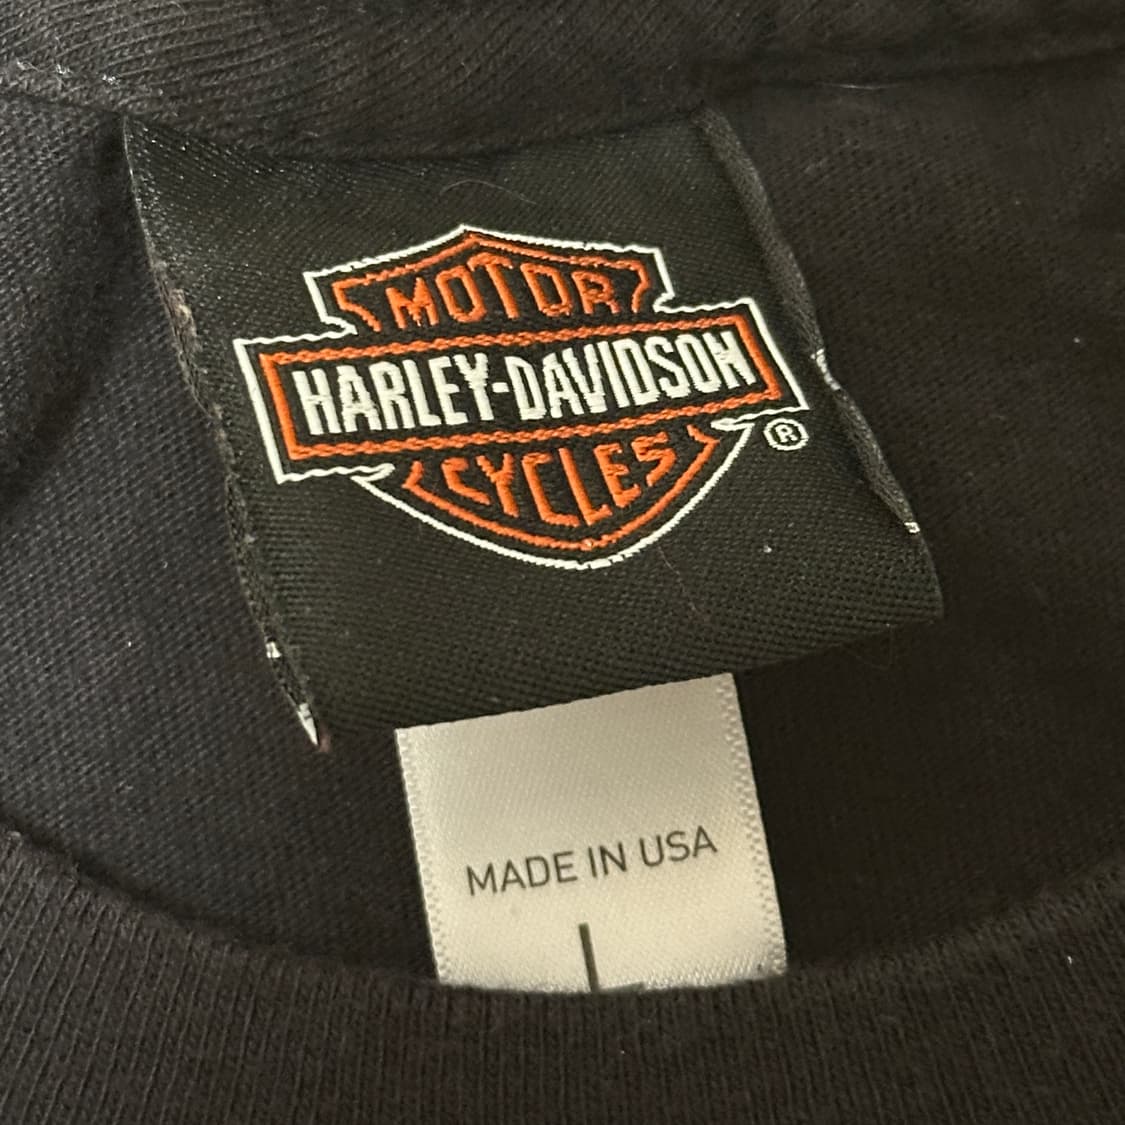 MOTOR
HARLEY-DAVIDSON
CYCLES
®
MADE IN USA
L